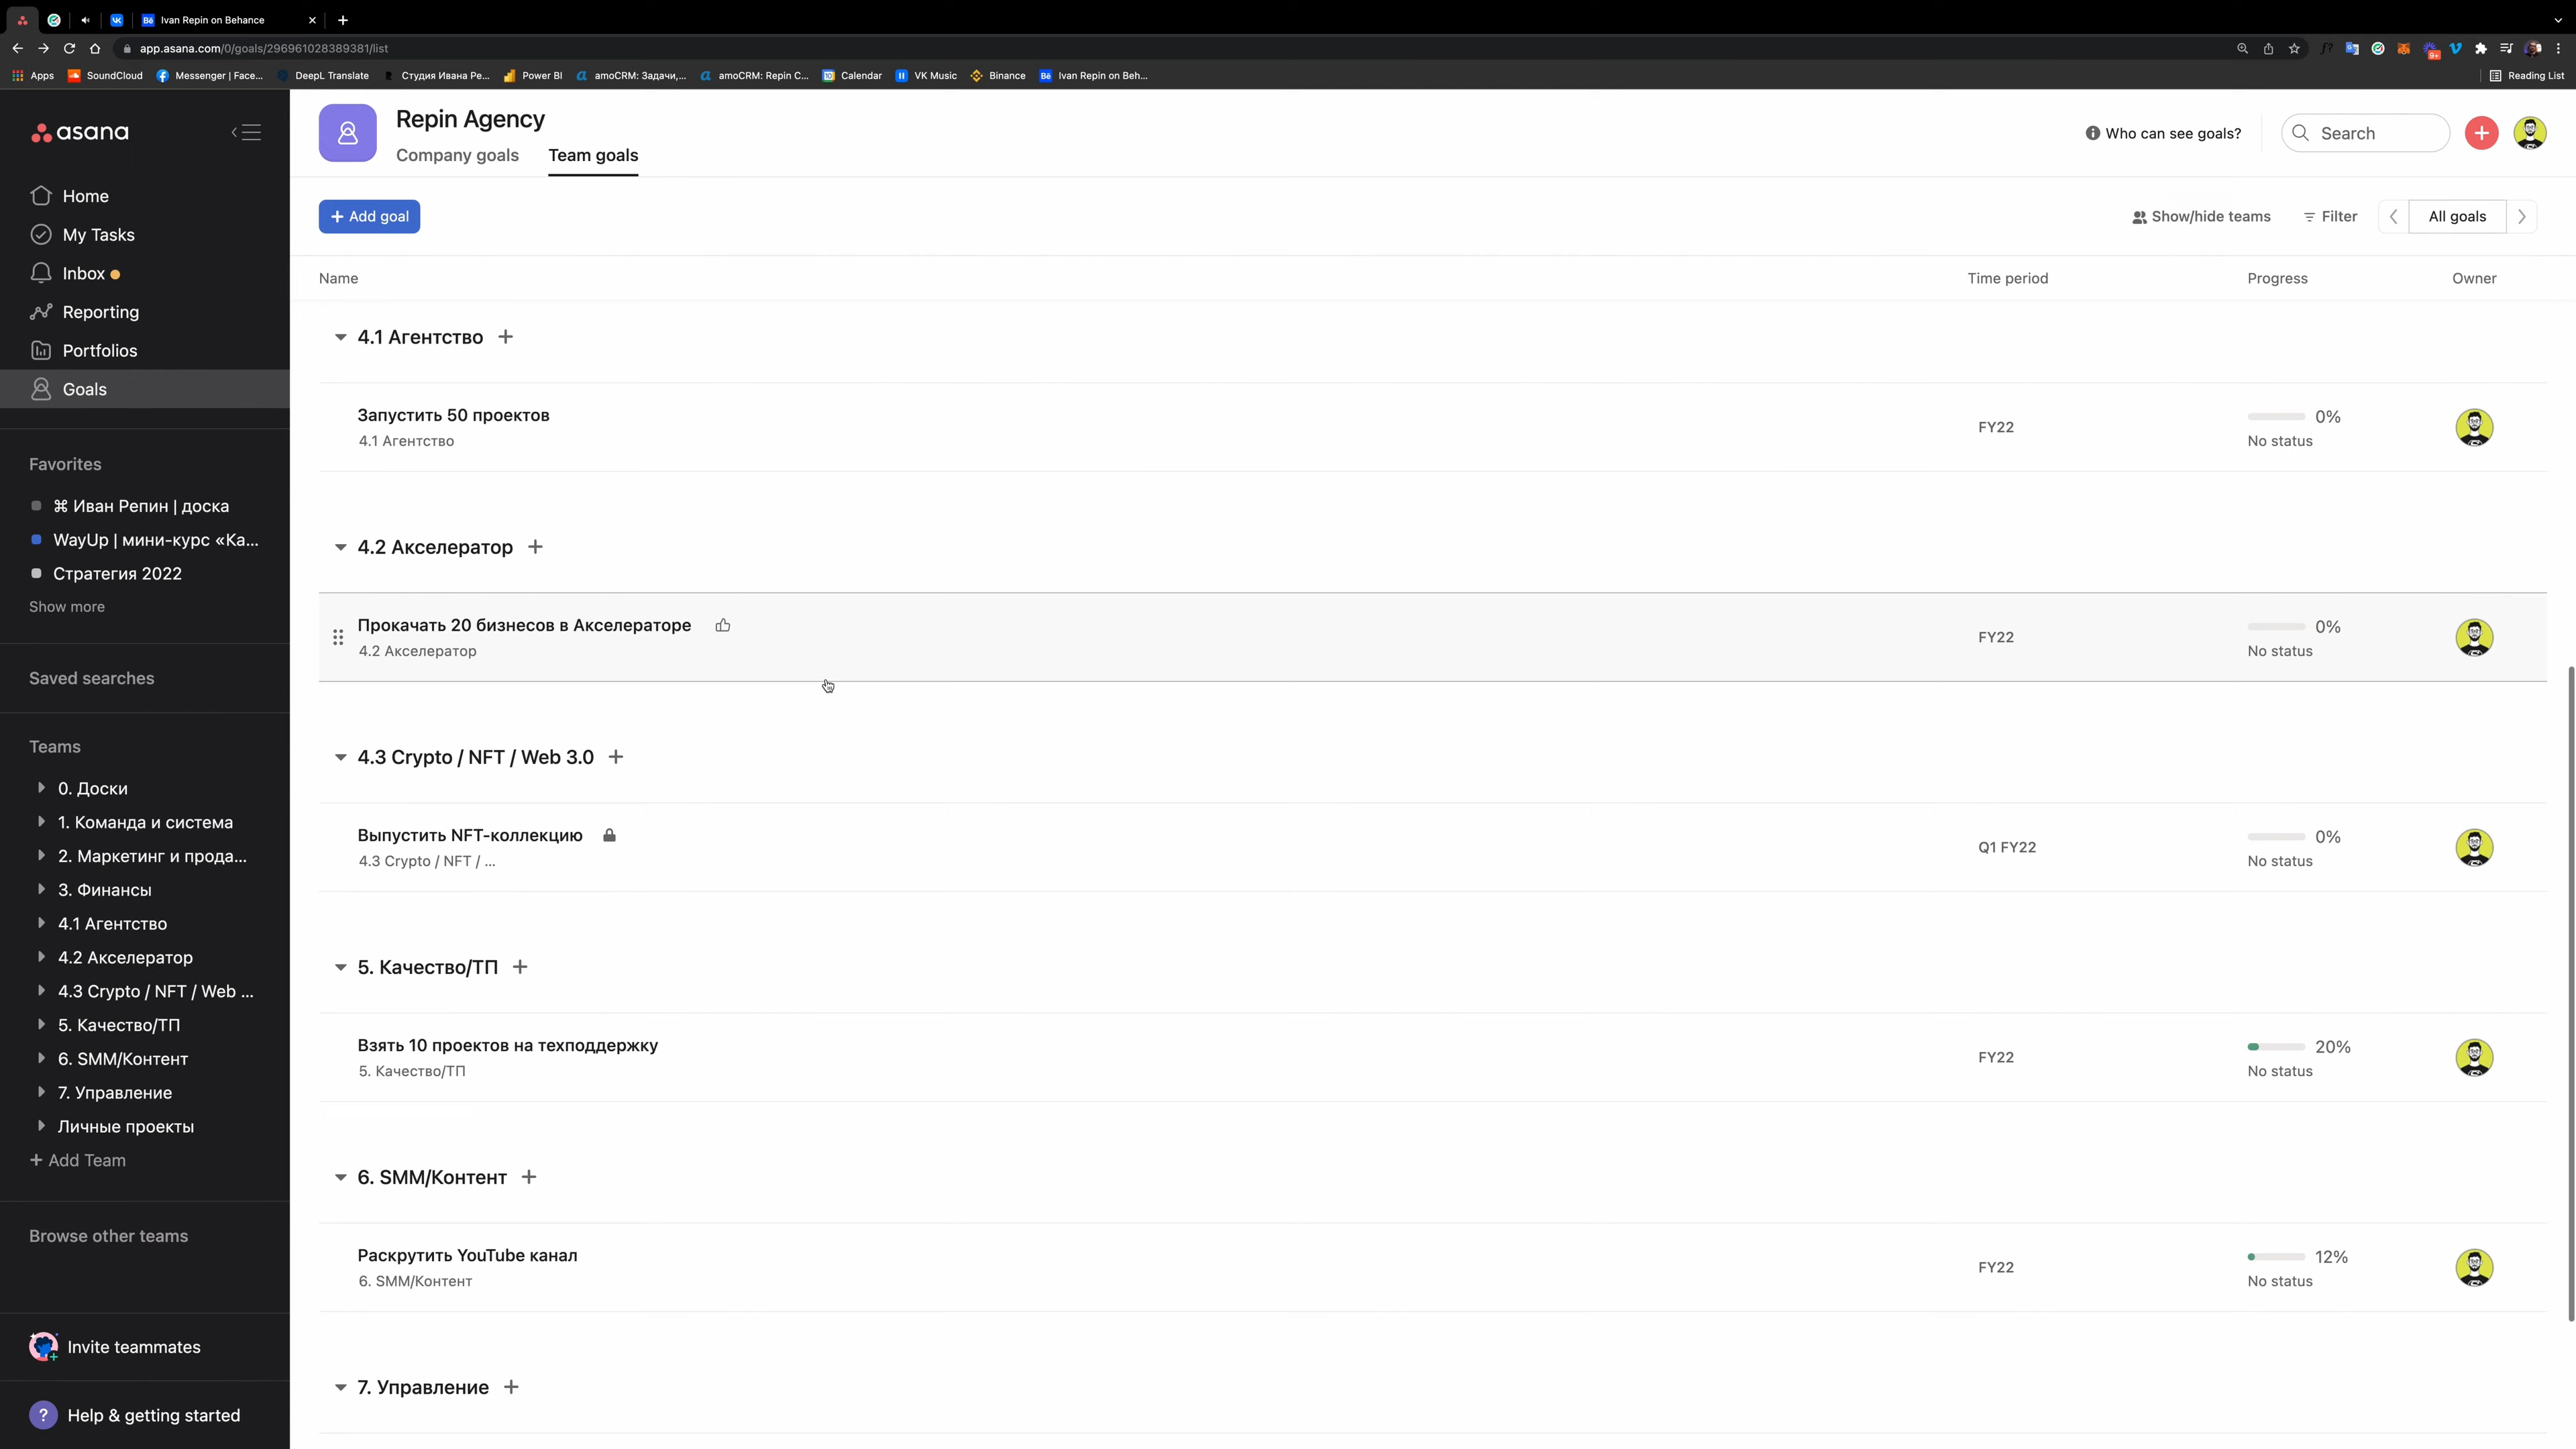 Ivan Repin on Behance
app.asana.com/0/goals/296961028389381/list
Apps SoundCloud Messenger | Face... DeepL Translate Студия Ивана Ре... Power BI amoCRM: Задачи,... amoCRM: Repin C... Calendar VK Music Binance Ivan Repin on Beh... Reading List
asana
Home
My Tasks
Inbox
Reporting
Portfolios
Goals
Favorites
⌘ Иван Репин | доска
WayUp | мини-курс «Ка...
Стратегия 2022
Show more
Saved searches
Teams
0. Доски
1. Команда и система
2. Маркетинг и прода...
3. Финансы
4.1 Агентство
4.2 Акселератор
4.3 Crypto / NFT / Web ...
5. Качество/ТП
6. SMM/Контент
7. Управление
Личные проекты
+ Add Team
Browse other teams
Invite teammates
? Help & getting started
Repin Agency
Company goals Team goals
Who can see goals? Search
+ Add goal
Show/hide teams Filter All goals
Name Time period Progress Owner
4.1 Агентство +
Запустить 50 проектов FY22 0%
4.1 Агентство No status
4.2 Акселератор +
Прокачать 20 бизнесов в Акселераторе FY22 0%
4.2 Акселератор No status
4.3 Crypto / NFT / Web 3.0 +
Выпустить NFT-коллекцию Q1 FY22 0%
4.3 Crypto / NFT / ... No status
5. Качество/ТП +
Взять 10 проектов на техподдержку FY22 20%
5. Качество/ТП No status
6. SMM/Контент +
Раскрутить YouTube канал FY22 12%
6. SMM/Контент No status
7. Управление +